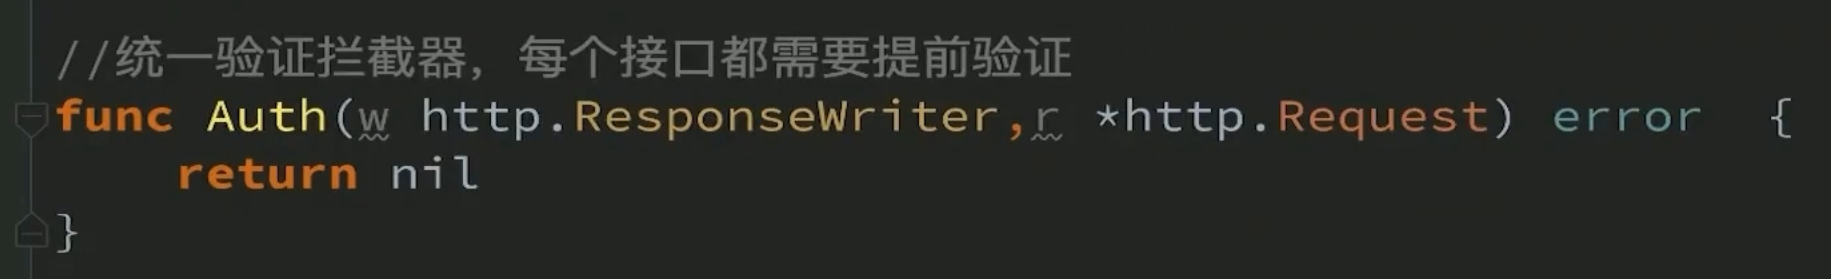 //统一验证拦截器，每个接口都需要提前验证
func Auth(w http.ResponseWriter,r *http.Request) error  {
    return nil
}